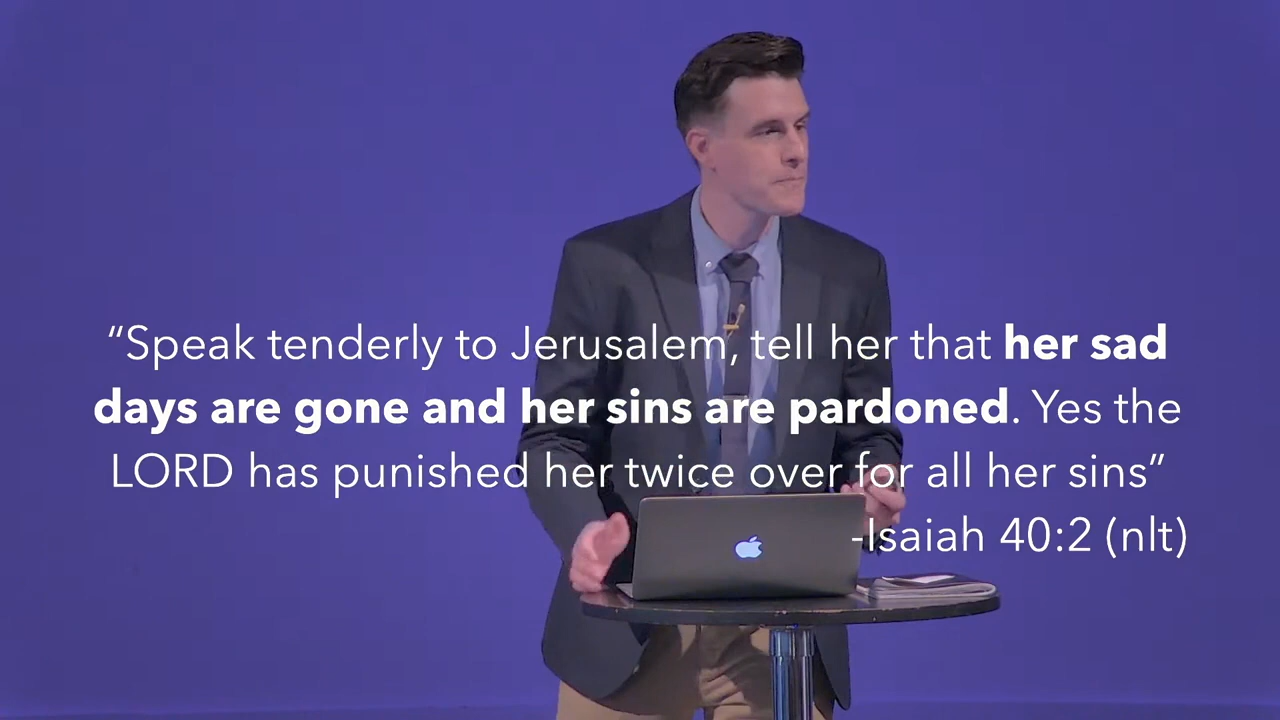 “Speak tenderly to Jerusalem, tell her that her sad
days are gone and her sins are pardoned. Yes the
LORD has punished her twice over for all her sins”
-Isaiah 40:2 (nlt)